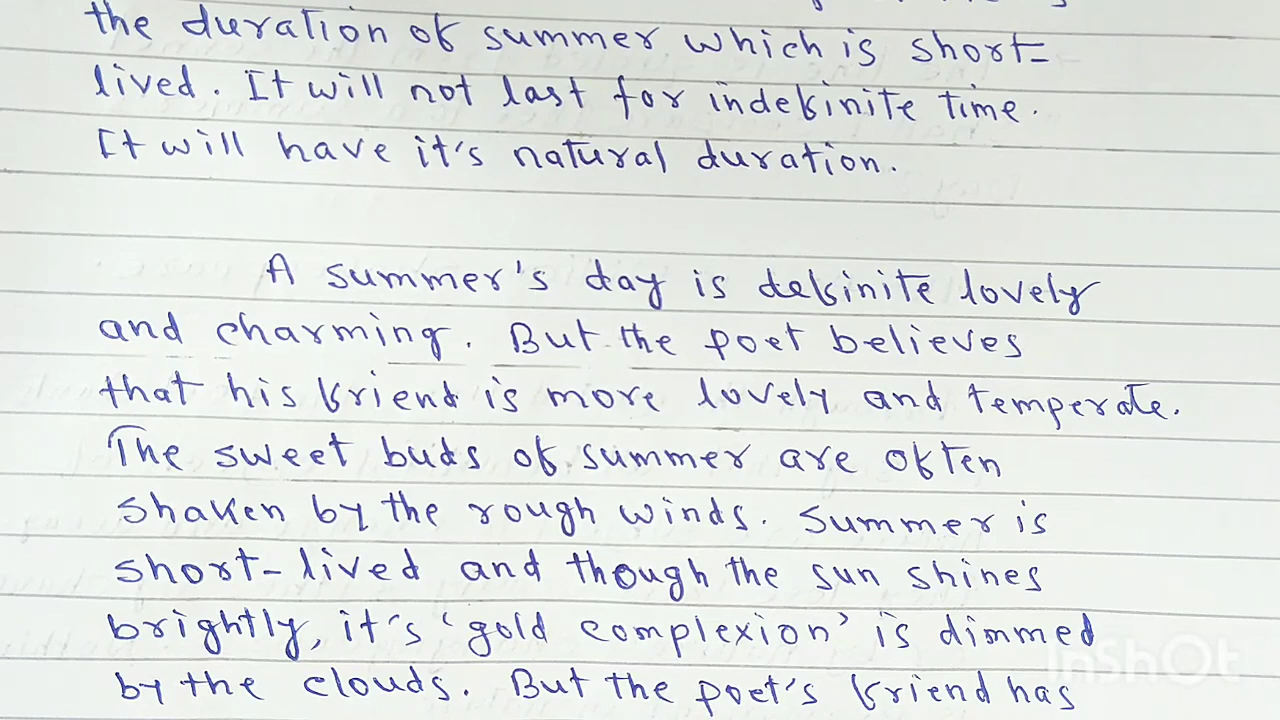 the duration of summer which is short-
lived. It will not last for indefinite time.
It will have it's natural duration.
A summer's day is definite lovely
and charming. But the poet believes
that his friend is more lovely and temperate.
The sweet buds of summer are often
shaken by the rough winds. Summer is
short-lived and though the sun shines
brightly, it's 'gold complexion' is dimmed
by the clouds. But the poet's friend has
InShOt